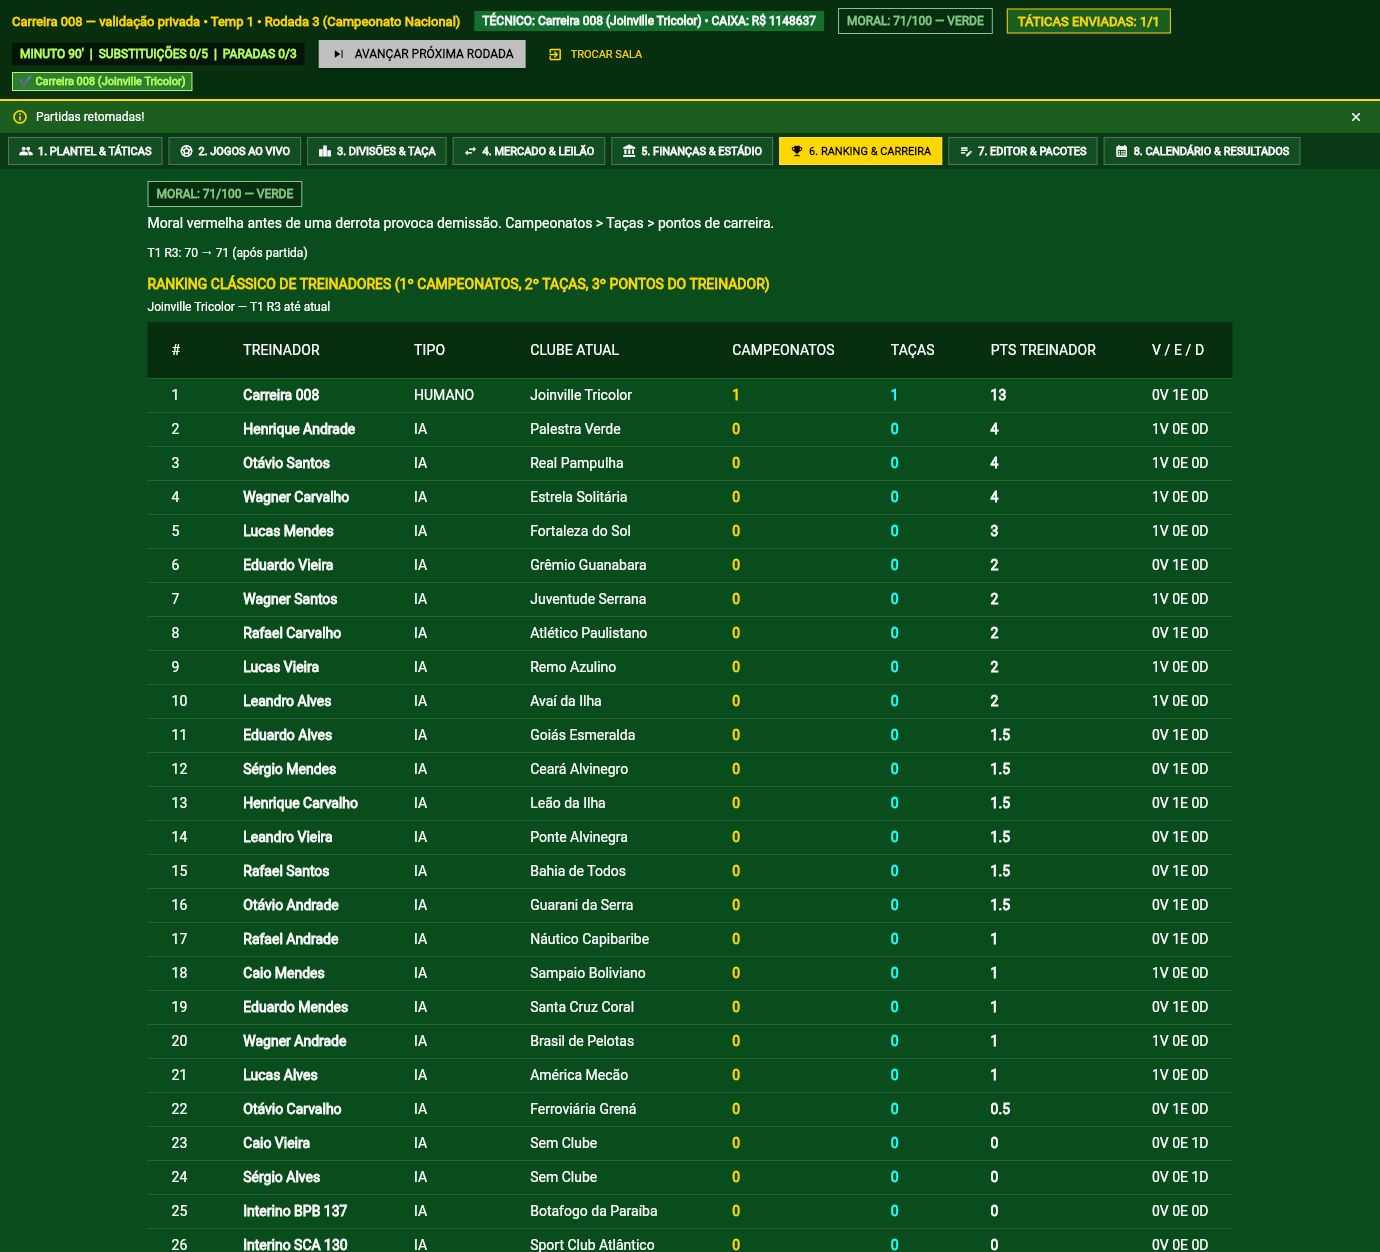 Carreira 008 — validação privada • Temp 1 • Rodada 3 (Campeonato Nacional) TÉCNICO: Carreira 008 (Joinville Tricolor) • CAIXA: R$ 1148637 MORAL: 71/100 — VERDE TÁTICAS ENVIADAS: 1/1
MINUTO 90' | SUBSTITUIÇÕES 0/5 | PARADAS 0/3 AVANÇAR PRÓXIMA RODADA TROCAR SALA
✔ Carreira 008 (Joinville Tricolor)
Partidas retomadas!
1. PLANTEL & TÁTICAS 2. JOGOS AO VIVO 3. DIVISÕES & TAÇA 4. MERCADO & LEILÃO 5. FINANÇAS & ESTÁDIO 6. RANKING & CARREIRA 7. EDITOR & PACOTES 8. CALENDÁRIO & RESULTADOS
MORAL: 71/100 — VERDE
Moral vermelha antes de uma derrota provoca demissão. Campeonatos > Taças > pontos de carreira.
T1 R3: 70 → 71 (após partida)
RANKING CLÁSSICO DE TREINADORES (1º CAMPEONATOS, 2º TAÇAS, 3º PONTOS DO TREINADOR)
Joinville Tricolor — T1 R3 até atual
# TREINADOR TIPO CLUBE ATUAL CAMPEONATOS TAÇAS PTS TREINADOR V / E / D
1 Carreira 008 HUMANO Joinville Tricolor 1 1 13 0V 1E 0D
2 Henrique Andrade IA Palestra Verde 0 0 4 1V 0E 0D
3 Otávio Santos IA Real Pampulha 0 0 4 1V 0E 0D
4 Wagner Carvalho IA Estrela Solitária 0 0 4 1V 0E 0D
5 Lucas Mendes IA Fortaleza do Sol 0 0 3 1V 0E 0D
6 Eduardo Vieira IA Grêmio Guanabara 0 0 2 0V 1E 0D
7 Wagner Santos IA Juventude Serrana 0 0 2 1V 0E 0D
8 Rafael Carvalho IA Atlético Paulistano 0 0 2 0V 1E 0D
9 Lucas Vieira IA Remo Azulino 0 0 2 1V 0E 0D
10 Leandro Alves IA Avaí da Ilha 0 0 2 1V 0E 0D
11 Eduardo Alves IA Goiás Esmeralda 0 0 1.5 0V 1E 0D
12 Sérgio Mendes IA Ceará Alvinegro 0 0 1.5 0V 1E 0D
13 Henrique Carvalho IA Leão da Ilha 0 0 1.5 0V 1E 0D
14 Leandro Vieira IA Ponte Alvinegra 0 0 1.5 0V 1E 0D
15 Rafael Santos IA Bahia de Todos 0 0 1.5 0V 1E 0D
16 Otávio Andrade IA Guarani da Serra 0 0 1.5 0V 1E 0D
17 Rafael Andrade IA Náutico Capibaribe 0 0 1 0V 1E 0D
18 Caio Mendes IA Sampaio Boliviano 0 0 1 1V 0E 0D
19 Eduardo Mendes IA Santa Cruz Coral 0 0 1 0V 1E 0D
20 Wagner Andrade IA Brasil de Pelotas 0 0 1 1V 0E 0D
21 Lucas Alves IA América Mecão 0 0 1 1V 0E 0D
22 Otávio Carvalho IA Ferroviária Grená 0 0 0.5 0V 1E 0D
23 Caio Vieira IA Sem Clube 0 0 0 0V 0E 1D
24 Sérgio Alves IA Sem Clube 0 0 0 0V 0E 1D
25 Interino BPB 137 IA Botafogo da Paraíba 0 0 0 0V 0E 0D
26 Interino SCA 130 IA Sport Club Atlântico 0 0 0 0V 0E 0D